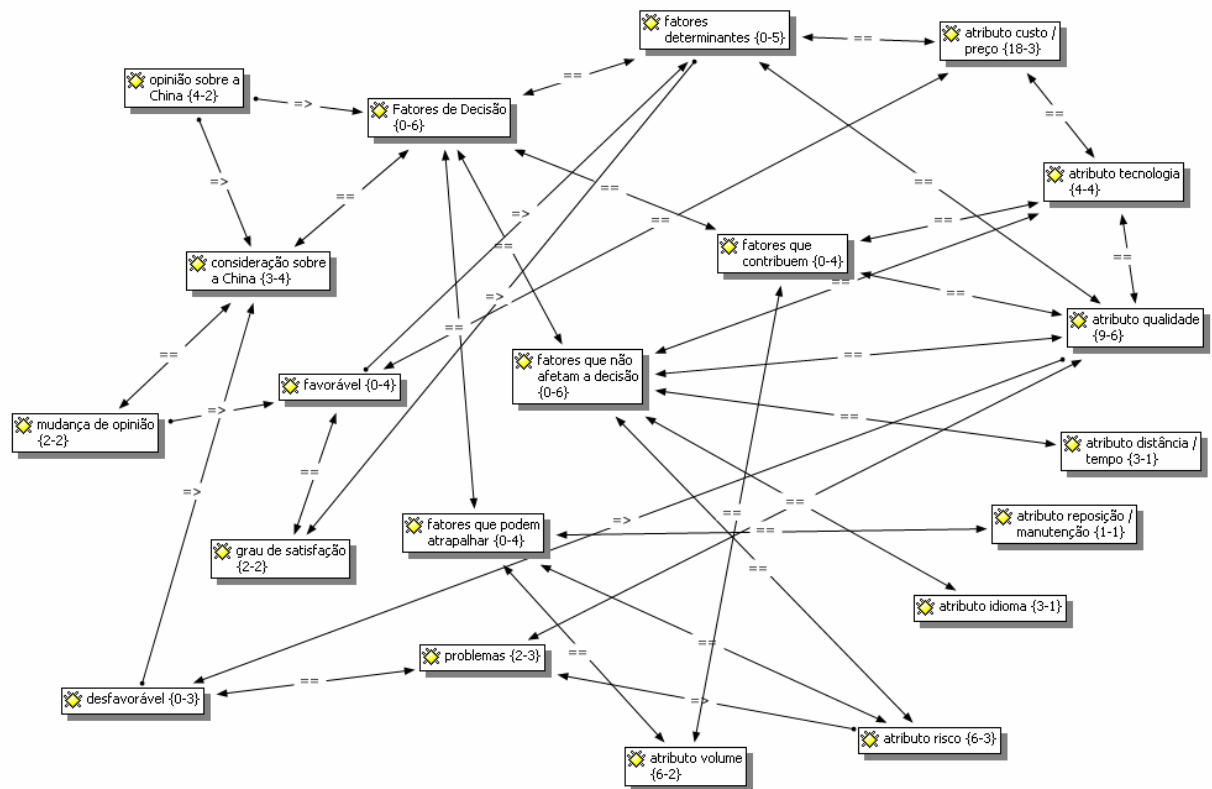 fatores
determinantes {0-5}
atributo custo /
preço {18-3}
==
opinião sobre a
China {4-2}
==
=>
Fatores de Decisão
{0-6}
==
==
atributo tecnologia
{4-4}
=>
==
==
=>
==
==
==
fatores que
contribuem {0-4}
==
consideração sobre
a China {3-4}
=>
==
==
atributo qualidade
{9-6}
==
==
fatores que não
afetam a decisão
{0-6}
==
favorável {0-4}
mudança de opinião
{2-2}
=>
==
atributo distância /
tempo {3-1}
==
=>
==
fatores que podem
atrapalhar {0-4}
==
=>
==
atributo reposição /
manutenção {1-1}
grau de satisfação
{2-2}
==
atributo idioma {3-1}
==
==
problemas {2-3}
desfavorável {0-3}
==
=>
atributo risco {6-3}
atributo volume
{6-2}